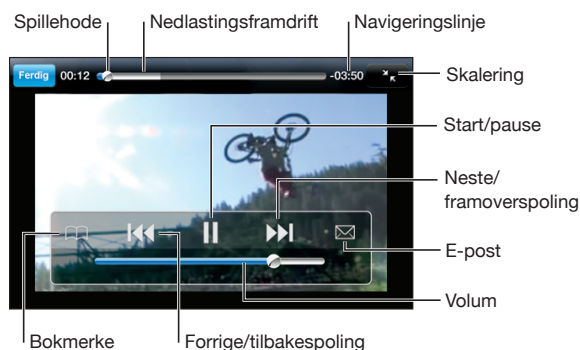 Spillehode
Nedlastingsframdrift
Navigeringslinje
Ferdig 00:12 -03:50
Skalering
Start/pause
Neste/
framoverspoling
E-post
Volum
Bokmerke
Forrige/tilbakespoling